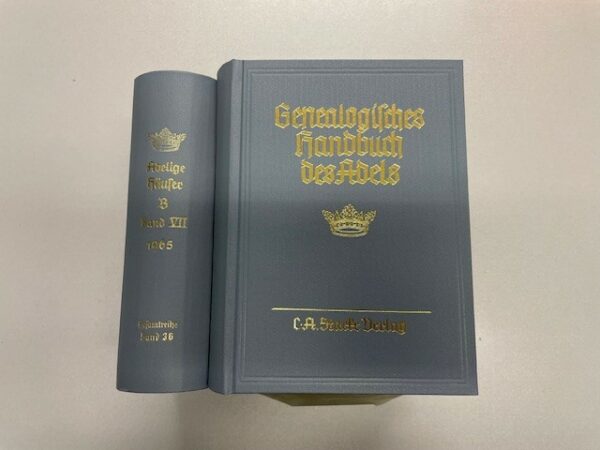 Adelige
Häuser
B
Band VII
1965
Gesamtreihe
Band 36
Genealogisches
Handbuch
des Adels
C.A. Starke Verlag